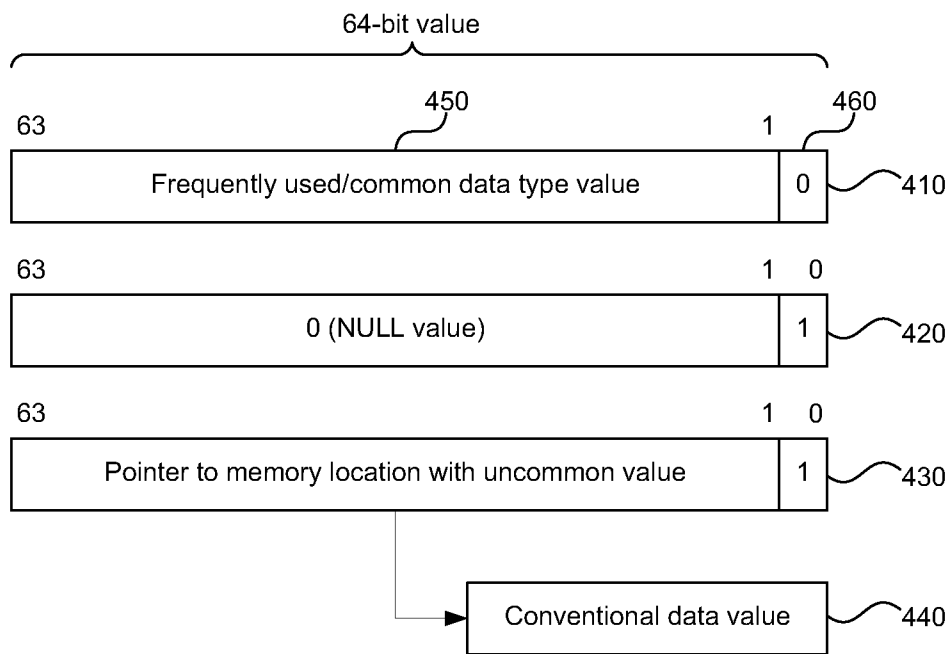 64-bit value
450 460
63 1
Frequently used/common data type value 0 410
63 1 0
0 (NULL value) 1 420
63 1 0
Pointer to memory location with uncommon value 1 430
Conventional data value 440